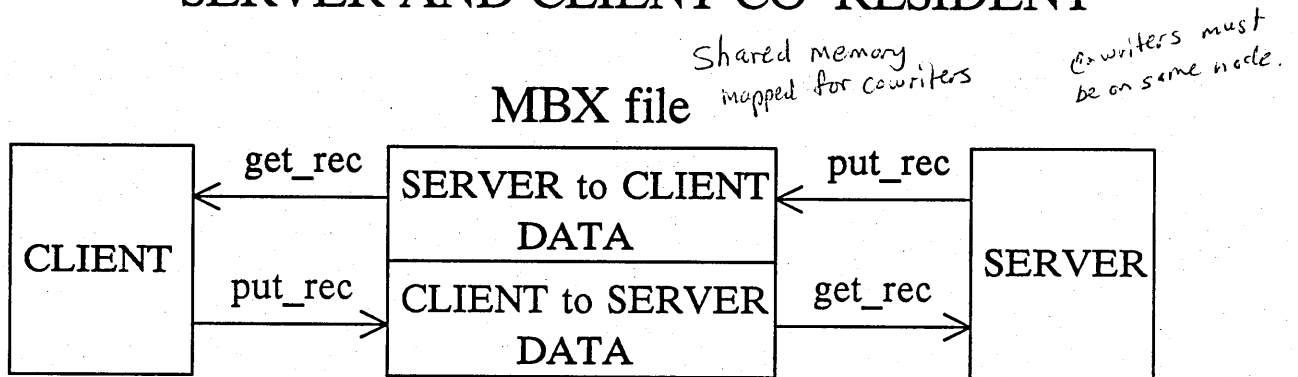 SERVER AND CLIENT CO-RESIDENT
Shared memory
mapped for cowriters
Cowriters must
be on same node.
MBX file
CLIENT
get_rec
put_rec
SERVER to CLIENT
DATA
CLIENT to SERVER
DATA
put_rec
get_rec
SERVER